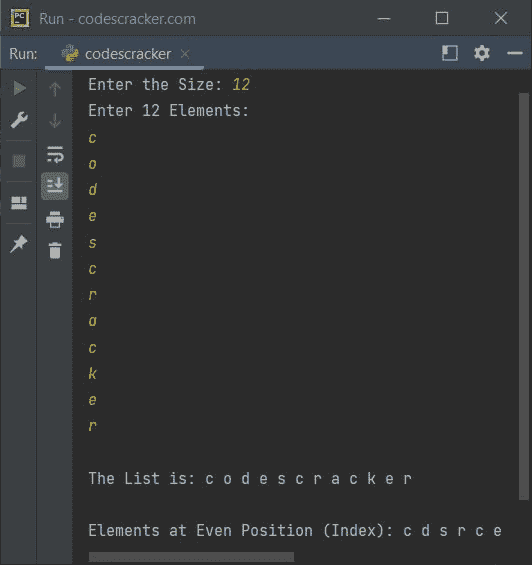 Run - codescracker.com
Run: codescracker
Enter the Size: 12
Enter 12 Elements:
c
o
d
e
s
c
r
a
c
k
e
r
The List is: c o d e s c r a c k e r
Elements at Even Position (Index): c d s r c e